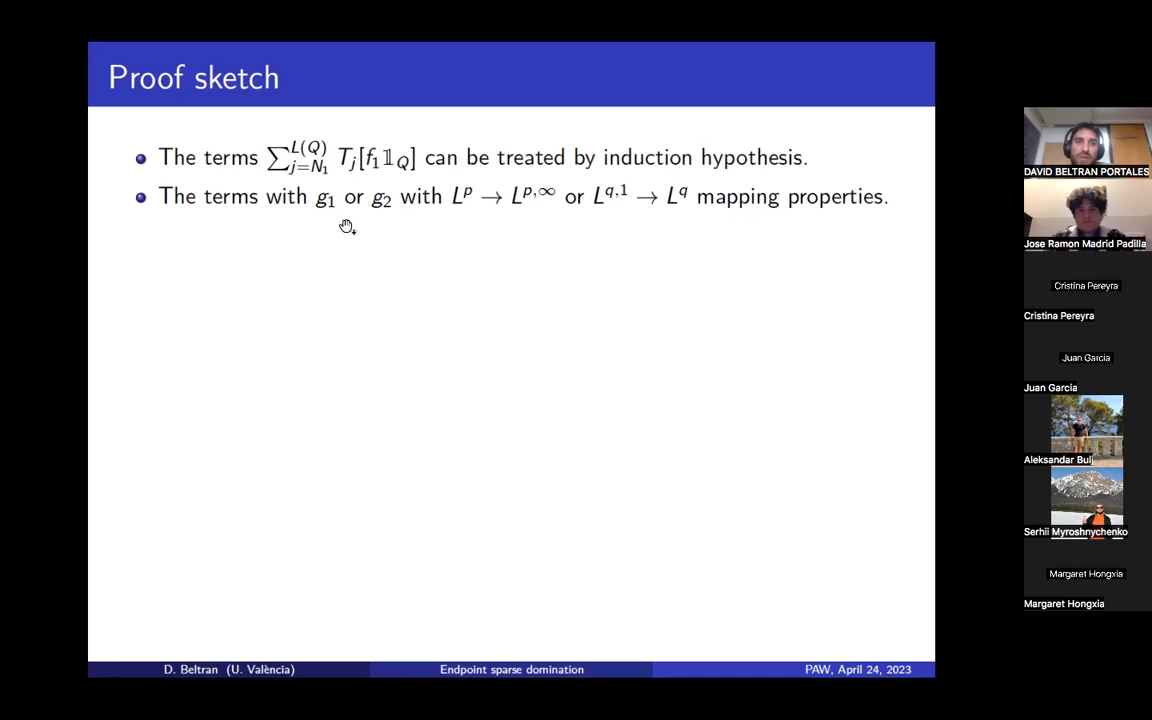 Proof sketch
The terms $\sum_{j=N_1}^{L(Q)} T_j[f_1 \mathbb{1}_Q]$ can be treated by induction hypothesis.
The terms with $g_1$ or $g_2$ with $L^p \to L^{p,\infty}$ or $L^{q,1} \to L^q$ mapping properties.
D. Beltran (U. València)
Endpoint sparse domination
PAW, April 24, 2023
DAVID BELTRAN PORTALES
Jose Ramon Madrid Padilla
Cristina Pereyra
Cristina Pereyra
Juan Garcia
Juan Garcia
Aleksandar Bulj
Serhii Myroshnychenko
Margaret Hongxia
Margaret Hongxia